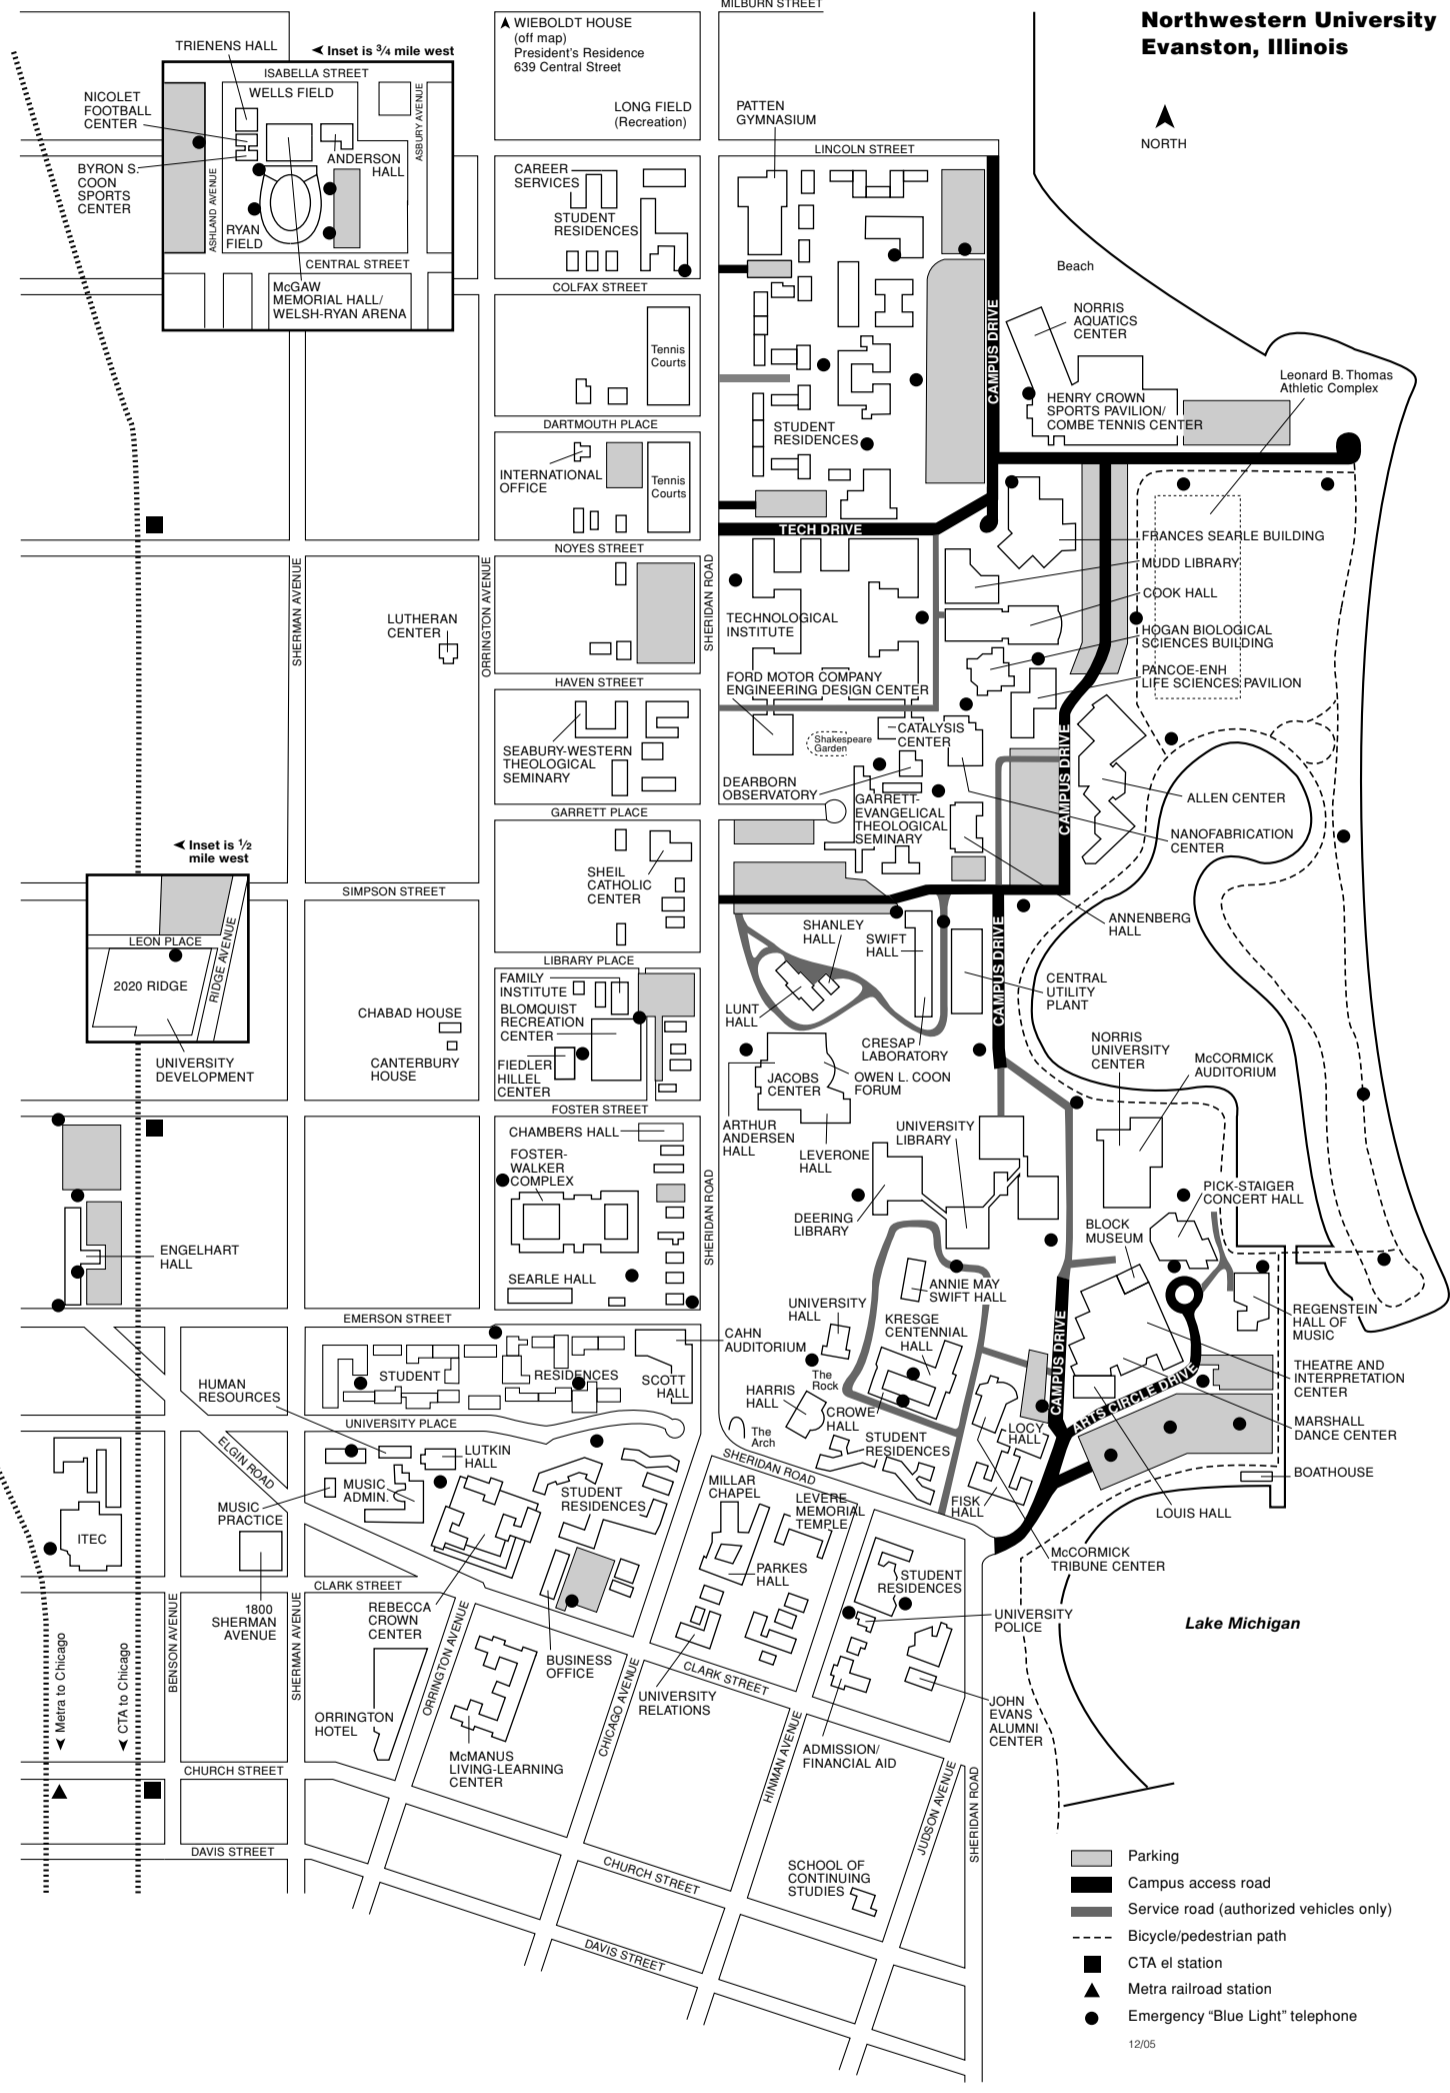 MILBURN STREET
Northwestern University
Evanston, Illinois
NORTH
WIEBOLDT HOUSE
(off map)
President's Residence
639 Central Street
LONG FIELD
(Recreation)
PATTEN
GYMNASIUM
LINCOLN STREET
TRIENENS HALL
Inset is 3/4 mile west
ISABELLA STREET
WELLS FIELD
NICOLET
FOOTBALL
CENTER
ASBURY AVENUE
ANDERSON
HALL
BYRON S.
COON
SPORTS
CENTER
ASHLAND AVENUE
RYAN
FIELD
CENTRAL STREET
McGAW
MEMORIAL HALL/
WELSH-RYAN ARENA
CAREER
SERVICES
STUDENT
RESIDENCES
COLFAX STREET
Tennis
Courts
DARTMOUTH PLACE
INTERNATIONAL
OFFICE
Tennis
Courts
NOYES STREET
CAMPUS DRIVE
Beach
NORRIS
AQUATICS
CENTER
Leonard B. Thomas
Athletic Complex
HENRY CROWN
SPORTS PAVILION/
COMBE TENNIS CENTER
STUDENT
RESIDENCES
TECH DRIVE
FRANCES SEARLE BUILDING
MUDD LIBRARY
COOK HALL
HOGAN BIOLOGICAL
SCIENCES BUILDING
PANCOE-ENH
LIFE SCIENCES PAVILION
SHERMAN AVENUE
ORRINGTON AVENUE
SHERIDAN ROAD
LUTHERAN
CENTER
TECHNOLOGICAL
INSTITUTE
FORD MOTOR COMPANY
ENGINEERING DESIGN CENTER
HAVEN STREET
SEABURY-WESTERN
THEOLOGICAL
SEMINARY
Shakespeare
Garden
CATALYSIS
CENTER
CAMPUS DRIVE
DEARBORN
OBSERVATORY
GARRETT-
EVANGELICAL
THEOLOGICAL
SEMINARY
ALLEN CENTER
NANOFABRICATION
CENTER
GARRETT PLACE
SHEIL
CATHOLIC
CENTER
Inset is 1/2
mile west
SIMPSON STREET
LEON PLACE
RIDGE AVENUE
2020 RIDGE
UNIVERSITY
DEVELOPMENT
SHANLEY
HALL
SWIFT
HALL
ANNENBERG
HALL
LIBRARY PLACE
FAMILY
INSTITUTE
BLOMQUIST
RECREATION
CENTER
FIEDLER
HILLEL
CENTER
CHABAD HOUSE
CANTERBURY
HOUSE
LUNT
HALL
CAMPUS DRIVE
CENTRAL
UTILITY
PLANT
CRESAP
LABORATORY
JACOBS
CENTER
OWEN L. COON
FORUM
NORRIS
UNIVERSITY
CENTER
McCORMICK
AUDITORIUM
FOSTER STREET
CHAMBERS HALL
FOSTER-
WALKER
COMPLEX
ARTHUR
ANDERSEN
HALL
LEVERONE
HALL
UNIVERSITY
LIBRARY
SHERIDAN ROAD
DEERING
LIBRARY
PICK-STAIGER
CONCERT HALL
BLOCK
MUSEUM
ENGELHART
HALL
SEARLE HALL
ANNIE MAY
SWIFT HALL
UNIVERSITY
HALL
KRESGE
CENTENNIAL
HALL
CAMPUS DRIVE
REGENSTEIN
HALL OF
MUSIC
EMERSON STREET
CAHN
AUDITORIUM
STUDENT
RESIDENCES
SCOTT
HALL
HUMAN
RESOURCES
The
Rock
HARRIS
HALL
CROWE
HALL
STUDENT
RESIDENCES
LOCY
HALL
ARTS CIRCLE DRIVE
THEATRE AND
INTERPRETATION
CENTER
MARSHALL
DANCE CENTER
UNIVERSITY PLACE
The
Arch
SHERIDAN ROAD
ELGIN ROAD
LUTKIN
HALL
MUSIC
ADMIN.
MUSIC
PRACTICE
STUDENT
RESIDENCES
MILLAR
CHAPEL
LEVERE
MEMORIAL
TEMPLE
FISK
HALL
BOATHOUSE
LOUIS HALL
McCORMICK
TRIBUNE CENTER
ITEC
PARKES
HALL
STUDENT
RESIDENCES
CLARK STREET
1800
SHERMAN
AVENUE
REBECCA
CROWN
CENTER
UNIVERSITY
POLICE
Lake Michigan
Metra to Chicago
CTA to Chicago
BENSON AVENUE
SHERMAN AVENUE
ORRINGTON AVENUE
BUSINESS
OFFICE
CLARK STREET
UNIVERSITY
RELATIONS
CHICAGO AVENUE
HINMAN AVENUE
ORRINGTON
HOTEL
McMANUS
LIVING-LEARNING
CENTER
ADMISSION/
FINANCIAL AID
JOHN
EVANS
ALUMNI
CENTER
CHURCH STREET
JUDSON AVENUE
SHERIDAN ROAD
DAVIS STREET
CHURCH STREET
SCHOOL OF
CONTINUING
STUDIES
DAVIS STREET
Parking
Campus access road
Service road (authorized vehicles only)
Bicycle/pedestrian path
CTA el station
Metra railroad station
Emergency “Blue Light” telephone
12/05